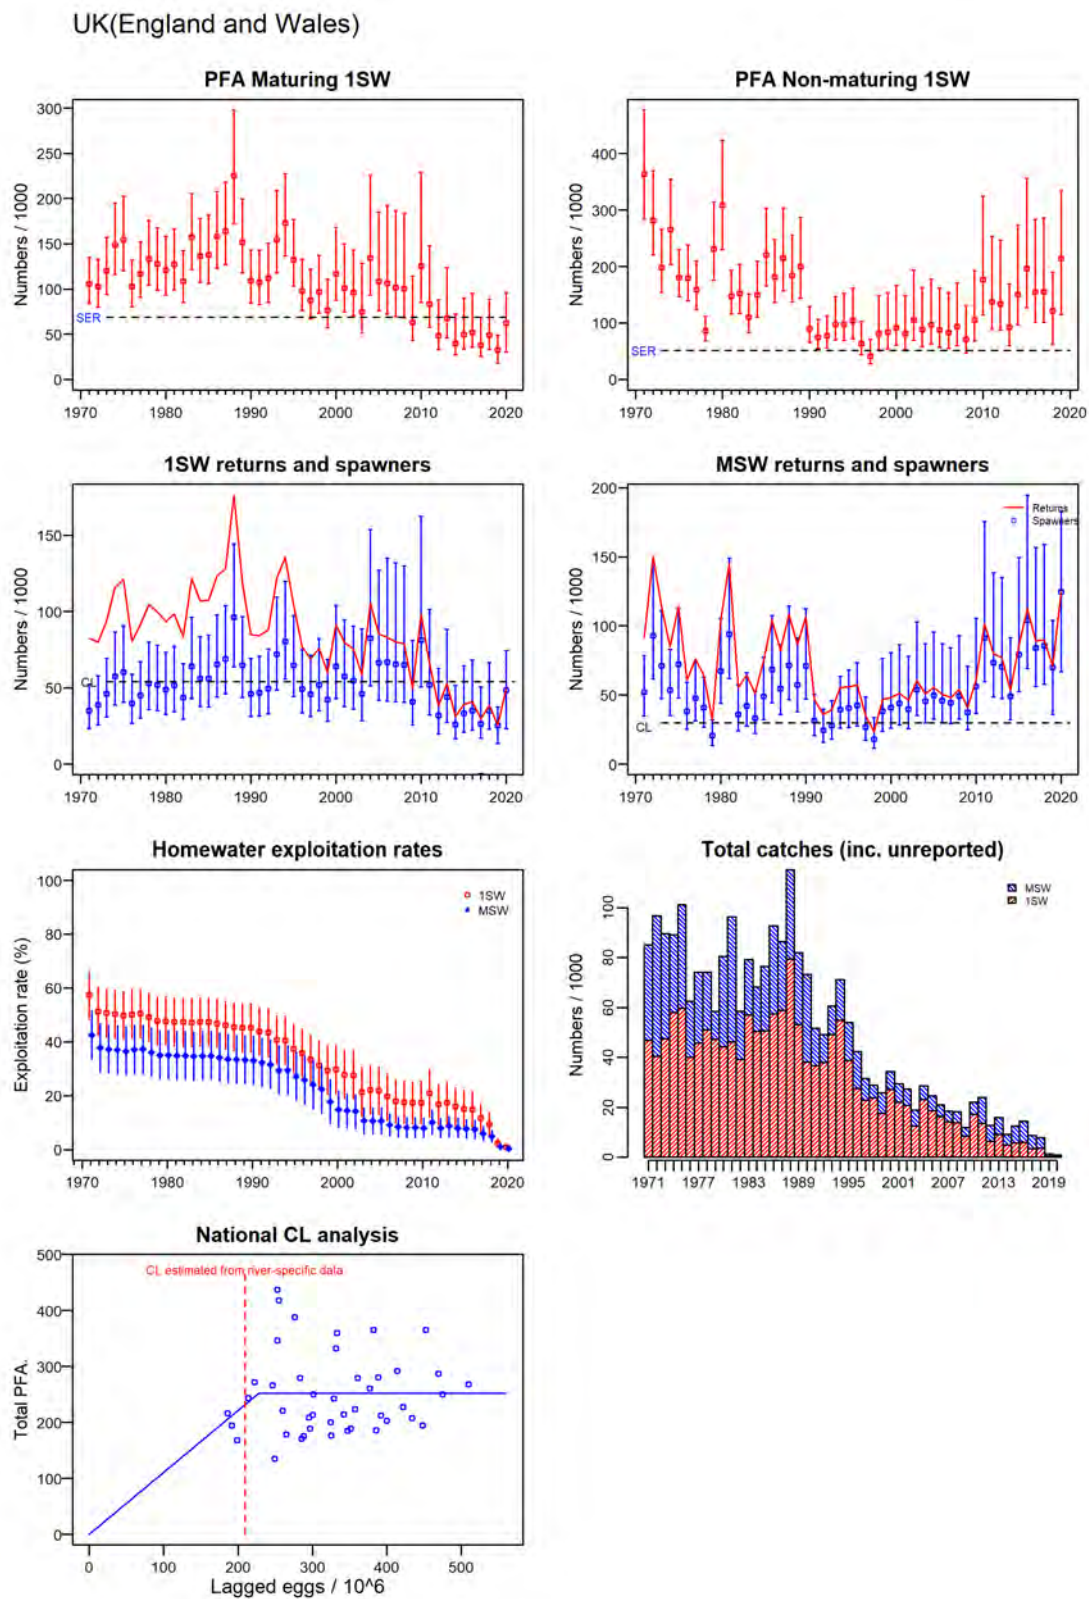 UK(England and Wales)
PFA Maturing 1SW
Numbers / 1000
300
250
200
150
100
50
0
SER
1970 1980 1990 2000 2010 2020
PFA Non-maturing 1SW
Numbers / 1000
400
300
200
100
0
SER
1970 1980 1990 2000 2010 2020
1SW returns and spawners
Numbers / 1000
150
100
50
0
CL
1970 1980 1990 2000 2010 2020
MSW returns and spawners
Numbers / 1000
200
150
100
50
0
CL
Returns
Spawners
1970 1980 1990 2000 2010 2020
Homewater exploitation rates
Exploitation rate (%)
100
80
60
40
20
0
1SW
MSW
1970 1980 1990 2000 2010 2020
Total catches (inc. unreported)
Numbers / 1000
100
80
60
40
20
0
MSW
1SW
1971 1977 1983 1989 1995 2001 2007 2013 2019
National CL analysis
Total PFA.
500
400
300
200
100
0
CL estimated from river-specific data
0 100 200 300 400 500
Lagged eggs / 10^6